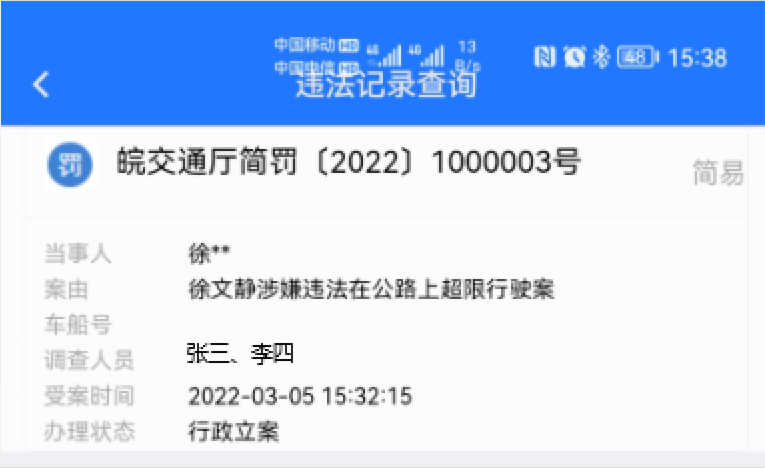 中国移动 HD 4G 4G 13 48 15:38
中国电信 HD B/s
违法记录查询
罚 皖交通厅简罚〔2022〕1000003号 简易
当事人 徐**
案由 徐文静涉嫌违法在公路上超限行驶案
车船号
调查人员 张三、李四
受案时间 2022-03-05 15:32:15
办理状态 行政立案